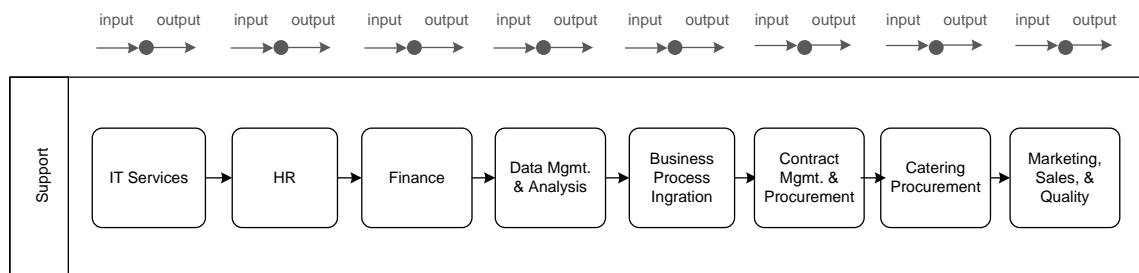 input output input output input output input output input output input output input output input output
Support
IT Services
HR
Finance
Data Mgmt.
& Analysis
Business
Process
Ingration
Contract
Mgmt. &
Procurement
Catering
Procurement
Marketing,
Sales, &
Quality